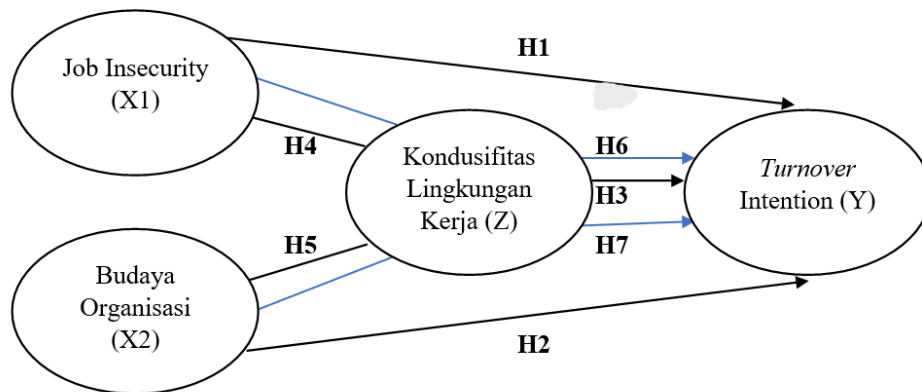 H1
Job Insecurity
(X1)
H4
Kondusifitas
Lingkungan
Kerja (Z)
H6
H3
H7
Turnover
Intention (Y)
H5
Budaya
Organisasi
(X2)
H2